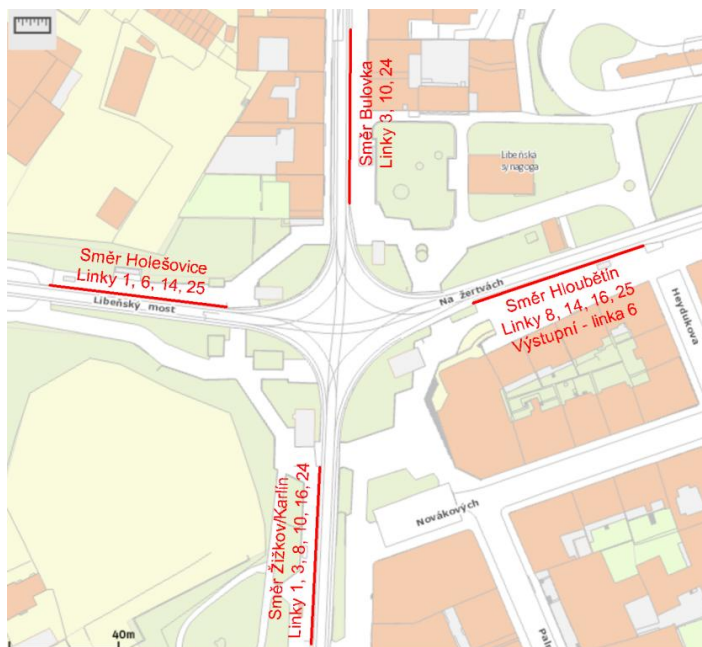 Směr Bulovka
Linky 3, 10, 24
Libeňská
synagoga
Směr Holešovice
Linky 1, 6, 14, 25
Libeňský most
Na žertvách
Směr Hloubětín
Linky 8, 14, 16, 25
Výstupní - linka 6
Heydukova
Směr Žižkov/Karlín
Linky 1, 3, 8, 10, 16, 24
Novákových
40m